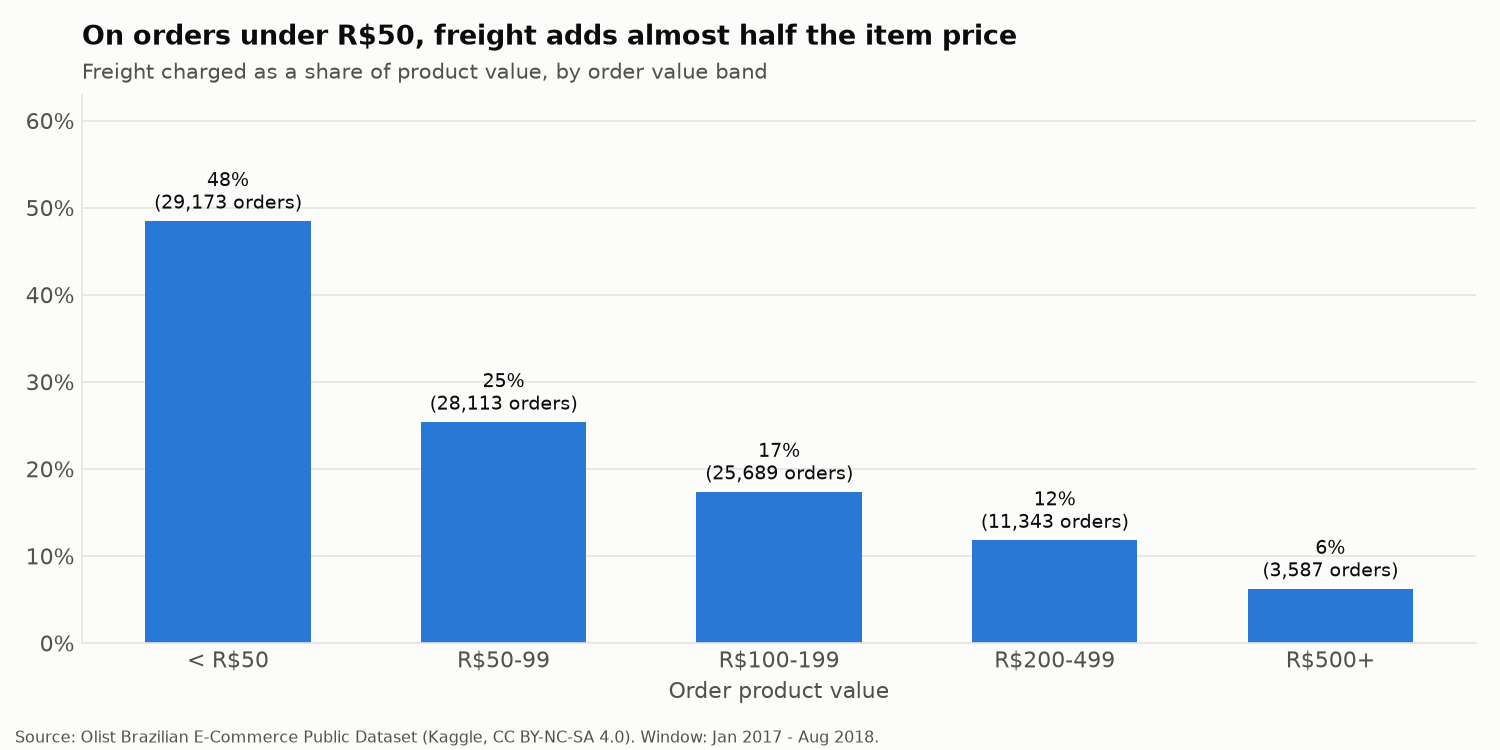 On orders under R$50, freight adds almost half the item price
Freight charged as a share of product value, by order value band
60%
50%
40%
30%
20%
10%
0%
48%
(29,173 orders)
25%
(28,113 orders)
17%
(25,689 orders)
12%
(11,343 orders)
6%
(3,587 orders)
< R$50
R$50-99
R$100-199
R$200-499
R$500+
Order product value
Source: Olist Brazilian E-Commerce Public Dataset (Kaggle, CC BY-NC-SA 4.0). Window: Jan 2017 - Aug 2018.